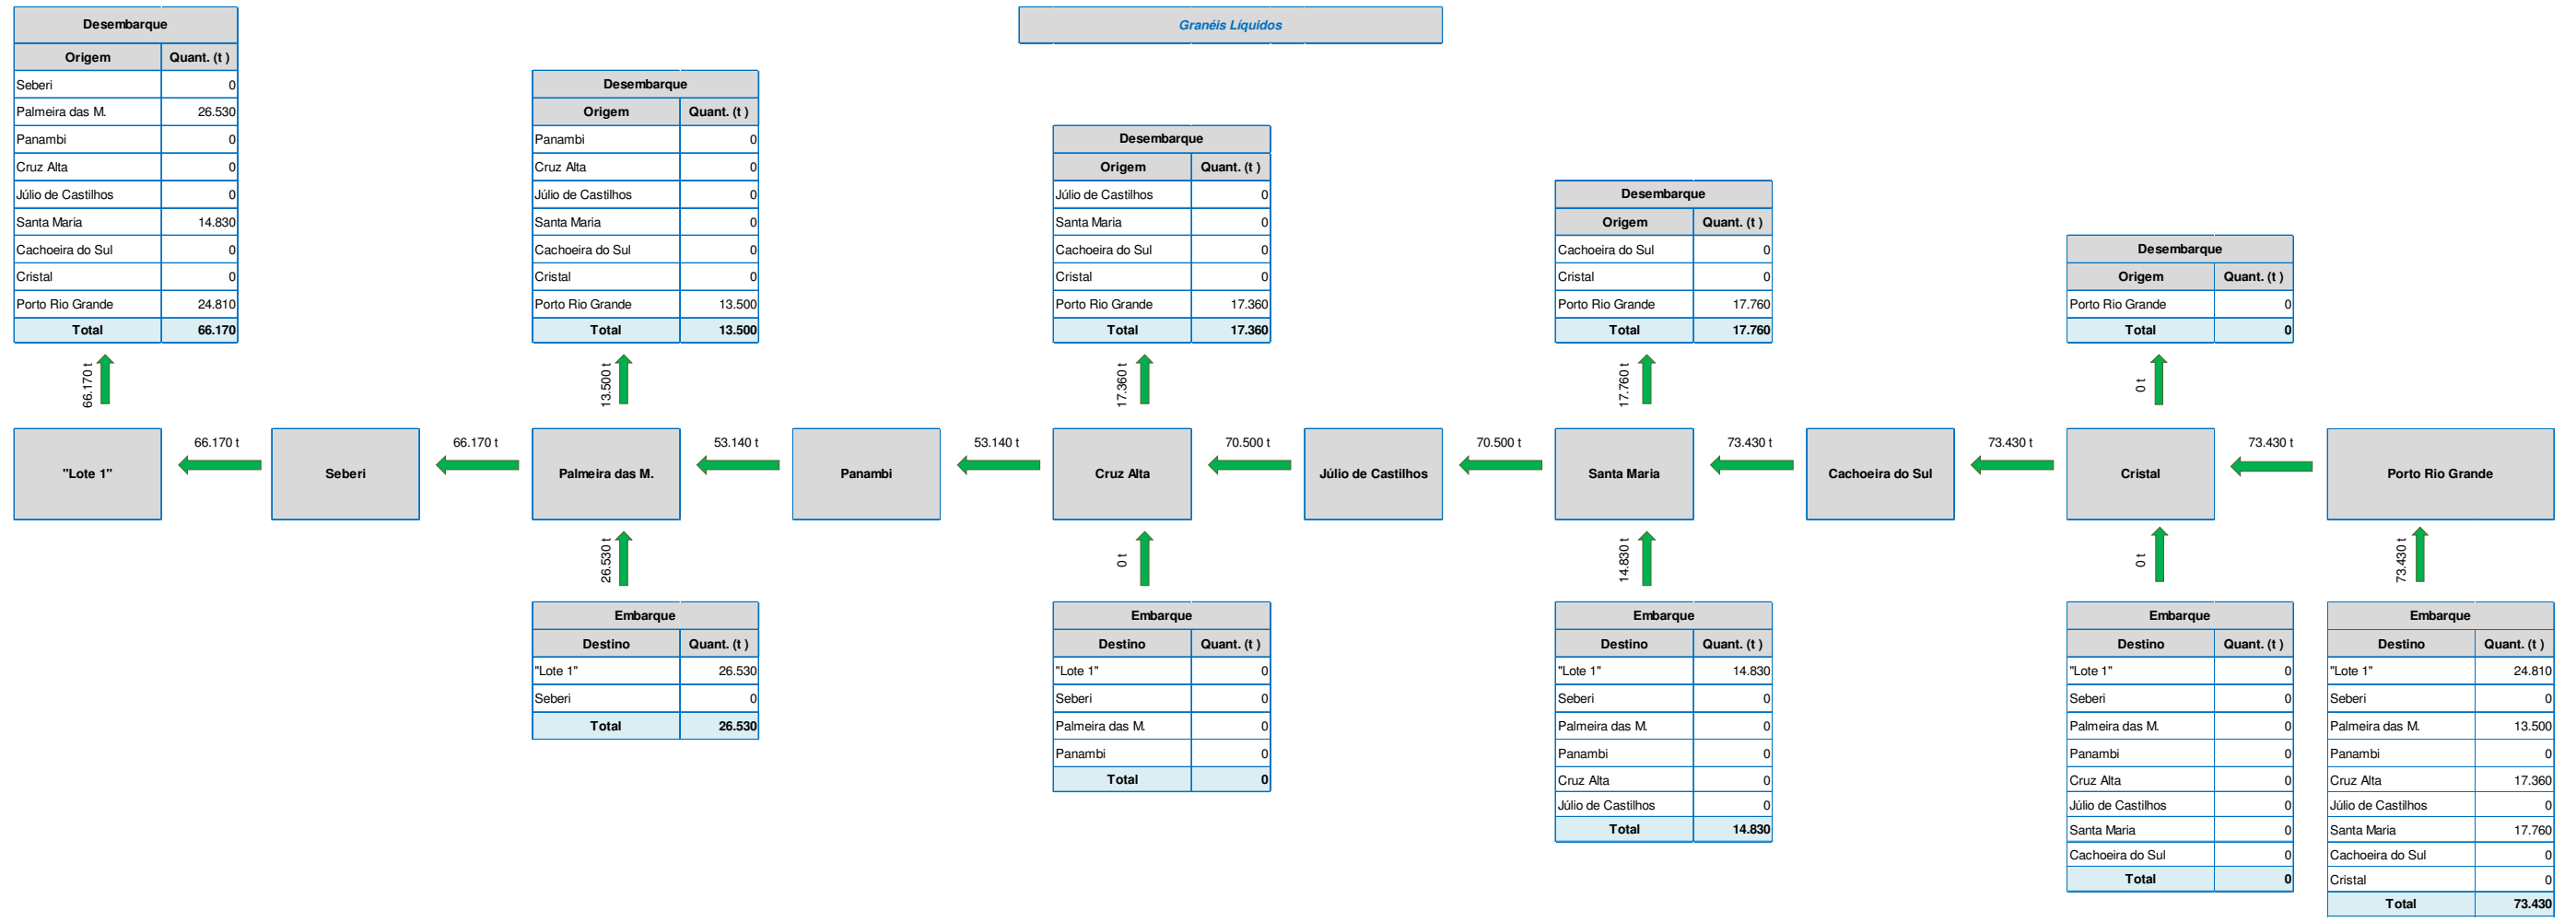 Granéis Líquidos
Desembarque
Origem Quant. (t )
Seberi 0
Palmeira das M. 26.530
Panambi 0
Cruz Alta 0
Júlio de Castilhos 0
Santa Maria 14.830
Cachoeira do Sul 0
Cristal 0
Porto Rio Grande 24.810
Total 66.170
Desembarque
Origem Quant. (t )
Panambi 0
Cruz Alta 0
Júlio de Castilhos 0
Santa Maria 0
Cachoeira do Sul 0
Cristal 0
Porto Rio Grande 13.500
Total 13.500
Desembarque
Origem Quant. (t )
Júlio de Castilhos 0
Santa Maria 0
Cachoeira do Sul 0
Cristal 0
Porto Rio Grande 17.360
Total 17.360
Desembarque
Origem Quant. (t )
Cachoeira do Sul 0
Cristal 0
Porto Rio Grande 17.760
Total 17.760
Desembarque
Origem Quant. (t )
Porto Rio Grande 0
Total 0
66.170 t
13.500 t
17.360 t
17.760 t
0 t
"Lote 1"
66.170 t
Seberi
66.170 t
Palmeira das M.
53.140 t
Panambi
53.140 t
Cruz Alta
70.500 t
Júlio de Castilhos
70.500 t
Santa Maria
73.430 t
Cachoeira do Sul
73.430 t
Cristal
73.430 t
Porto Rio Grande
26.530 t
0 t
14.830 t
0 t
73.430 t
Embarque
Destino Quant. (t )
"Lote 1" 26.530
Seberi 0
Total 26.530
Embarque
Destino Quant. (t )
"Lote 1" 0
Seberi 0
Palmeira das M. 0
Panambi 0
Total 0
Embarque
Destino Quant. (t )
"Lote 1" 14.830
Seberi 0
Palmeira das M. 0
Panambi 0
Cruz Alta 0
Júlio de Castilhos 0
Total 14.830
Embarque
Destino Quant. (t )
"Lote 1" 0
Seberi 0
Palmeira das M. 0
Panambi 0
Cruz Alta 0
Júlio de Castilhos 0
Santa Maria 0
Cachoeira do Sul 0
Total 0
Embarque
Destino Quant. (t )
"Lote 1" 24.810
Seberi 0
Palmeira das M. 13.500
Panambi 0
Cruz Alta 17.360
Júlio de Castilhos 0
Santa Maria 17.760
Cachoeira do Sul 0
Cristal 0
Total 73.430